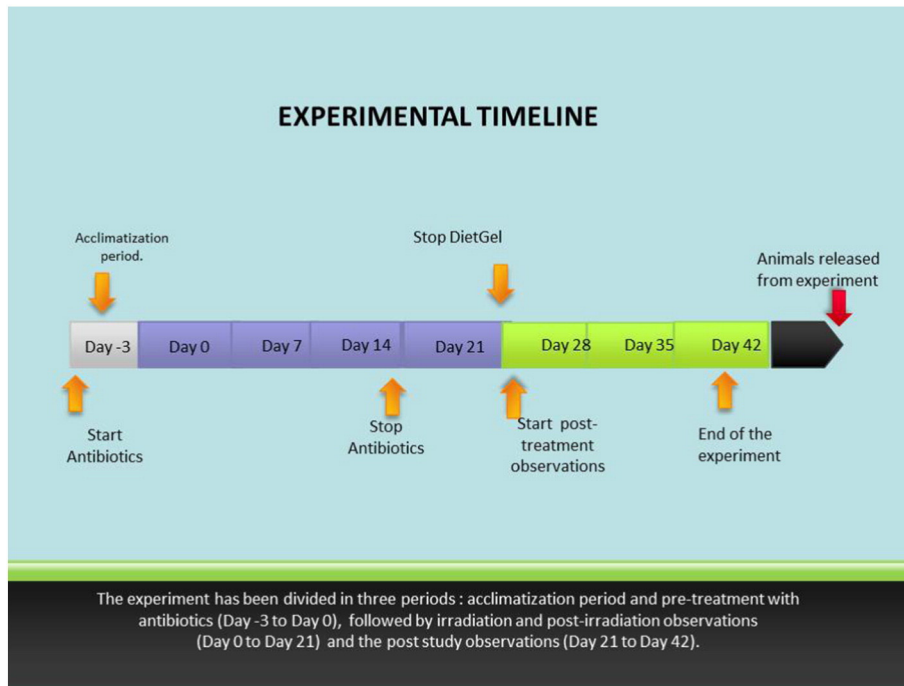 EXPERIMENTAL TIMELINE
Acclimatization
period.
Stop DietGel
Animals released
from experiment
Day -3
Day 0
Day 7
Day 14
Day 21
Day 28
Day 35
Day 42
Start
Antibiotics
Stop
Antibiotics
Start post-
treatment
observations
End of the
experiment
The experiment has been divided in three periods : acclimatization period and pre-treatment with
antibiotics (Day -3 to Day 0), followed by irradiation and post-irradiation observations
(Day 0 to Day 21) and the post study observations (Day 21 to Day 42).